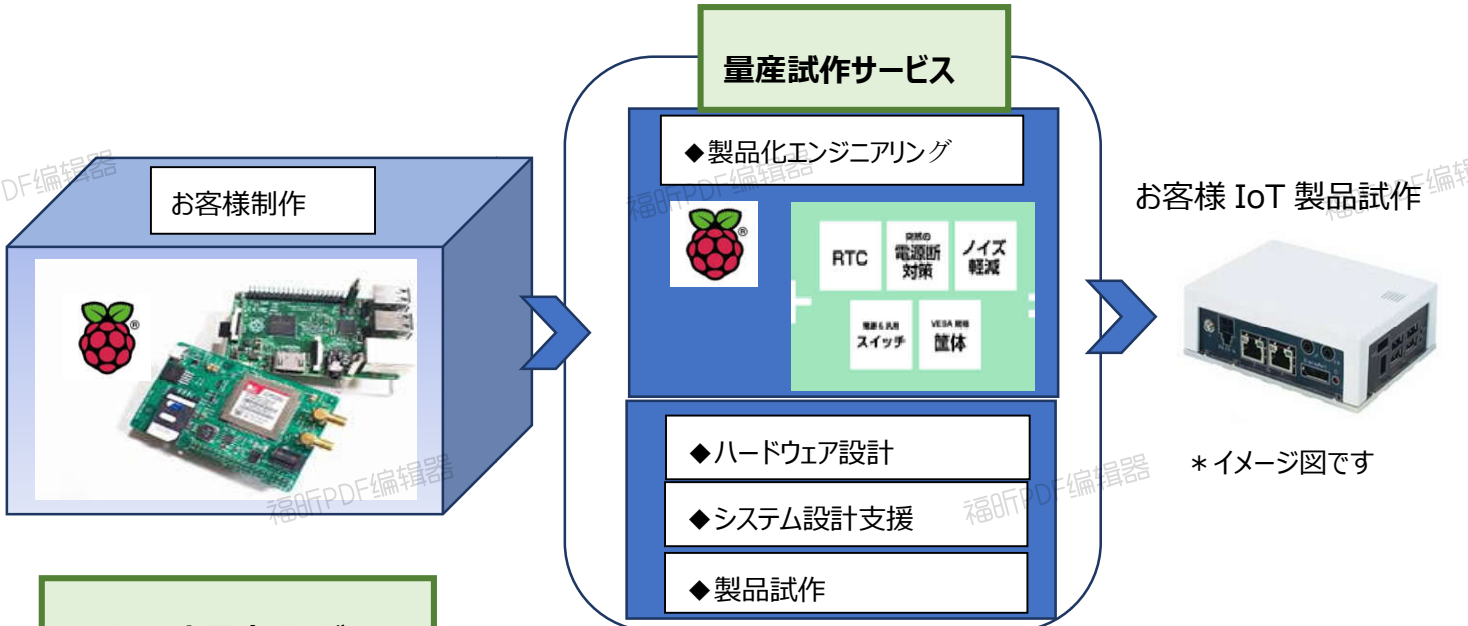 量産試作サービス
◆製品化エンジニアリング
お客様制作
RTC
突然の
電源断
対策
ノイズ
軽減
電源 & 汎用
スイッチ
VESA 規格
筐体
お客様 IoT 製品試作
◆ハードウェア設計
＊イメージ図です
◆システム設計支援
◆製品試作
DF编辑器
福昕PDF编辑器
福昕PDF编辑器
福昕PDF编辑器